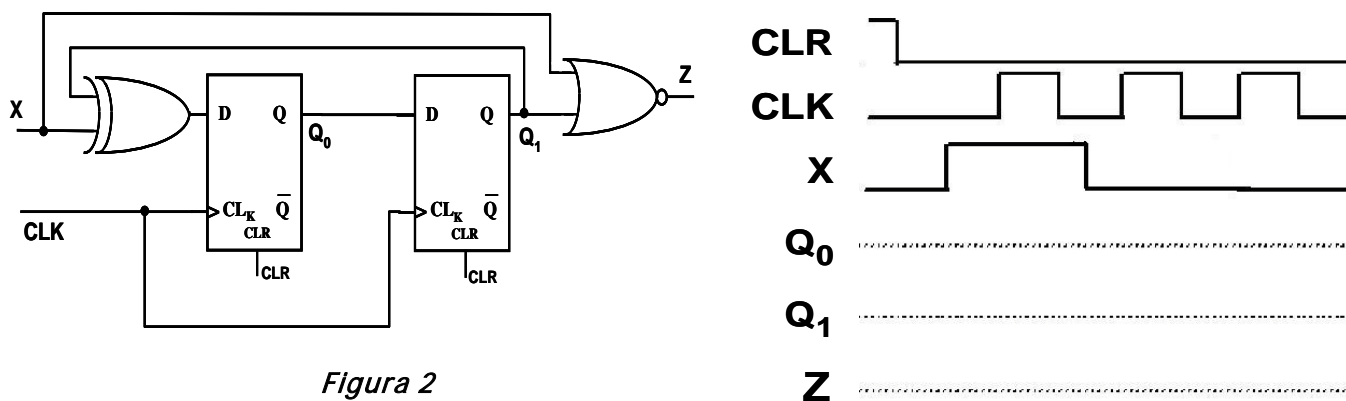 X
D Q
Q₀
CLK Q̅
CLR
CLR
D Q
Q₁
CLK Q̅
CLR
CLR
Z
CLK
Figura 2
CLR
CLK
X
Q₀
Q₁
Z